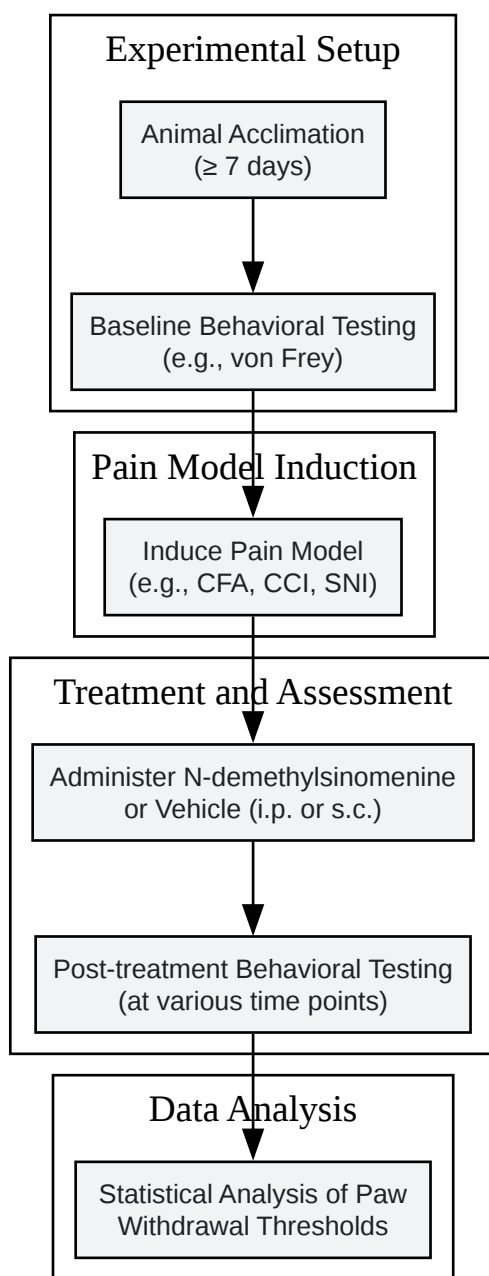 Experimental Setup
Animal Acclimation
(≥ 7 days)
Baseline Behavioral Testing
(e.g., von Frey)
Pain Model Induction
Induce Pain Model
(e.g., CFA, CCI, SNI)
Treatment and Assessment
Administer N-demethylsinomenine
or Vehicle (i.p. or s.c.)
Post-treatment Behavioral Testing
(at various time points)
Data Analysis
Statistical Analysis of Paw
Withdrawal Thresholds